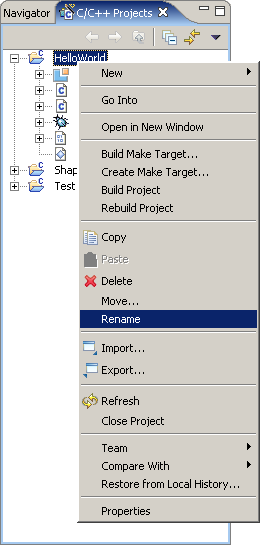 Navigator
C/C++ Projects
HelloWorld
New
Go Into
Open in New Window
Build Make Target...
Create Make Target...
Build Project
Rebuild Project
Shap
Test
Copy
Paste
Delete
Move...
Rename
Import...
Export...
Refresh
Close Project
Team
Compare With
Restore from Local History...
Properties